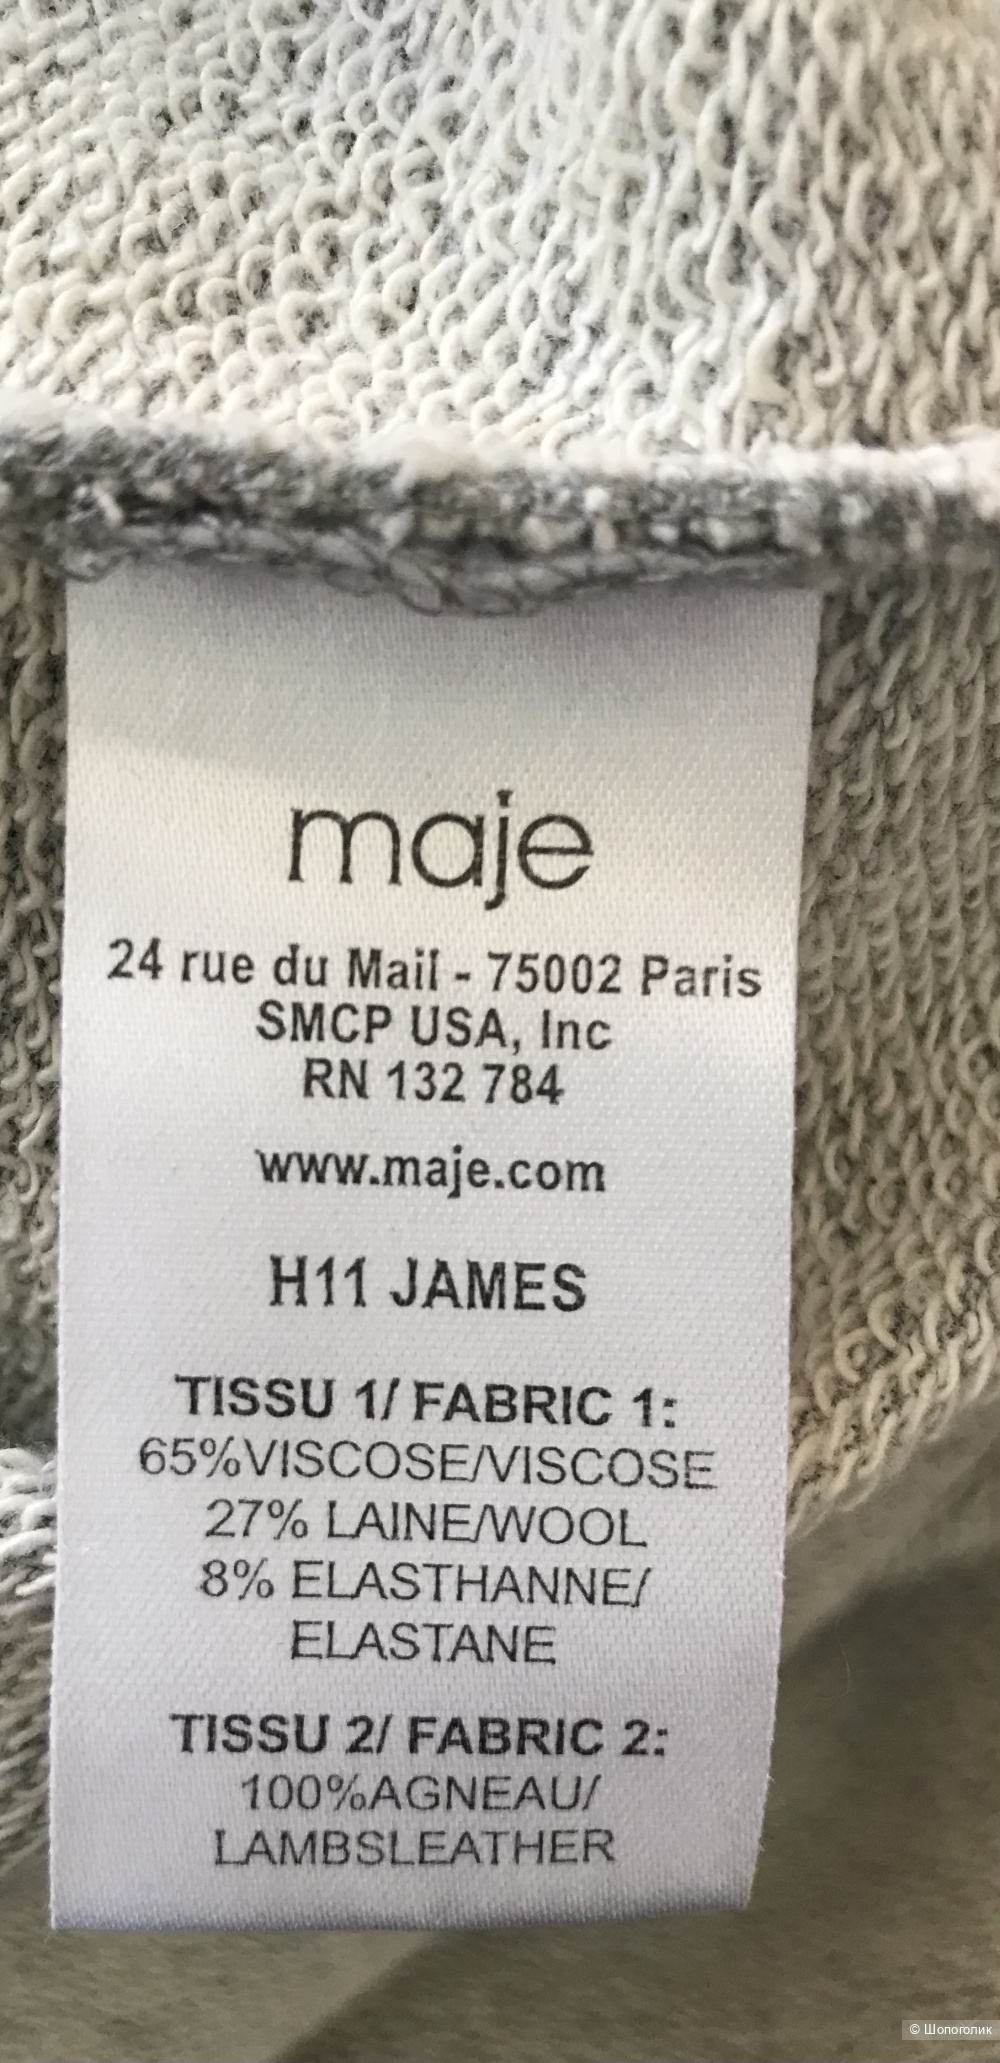 maje
24 rue du Mail - 75002 Paris
SMCP USA, Inc
RN 132 784
www.maje.com
H11 JAMES
TISSU 1/ FABRIC 1:
65%VISCOSE/VISCOSE
27% LAINE/WOOL
8% ELASTHANNE/
ELASTANE
TISSU 2/ FABRIC 2:
100%AGNEAU/
LAMBSLEATHER
© Шопоголик